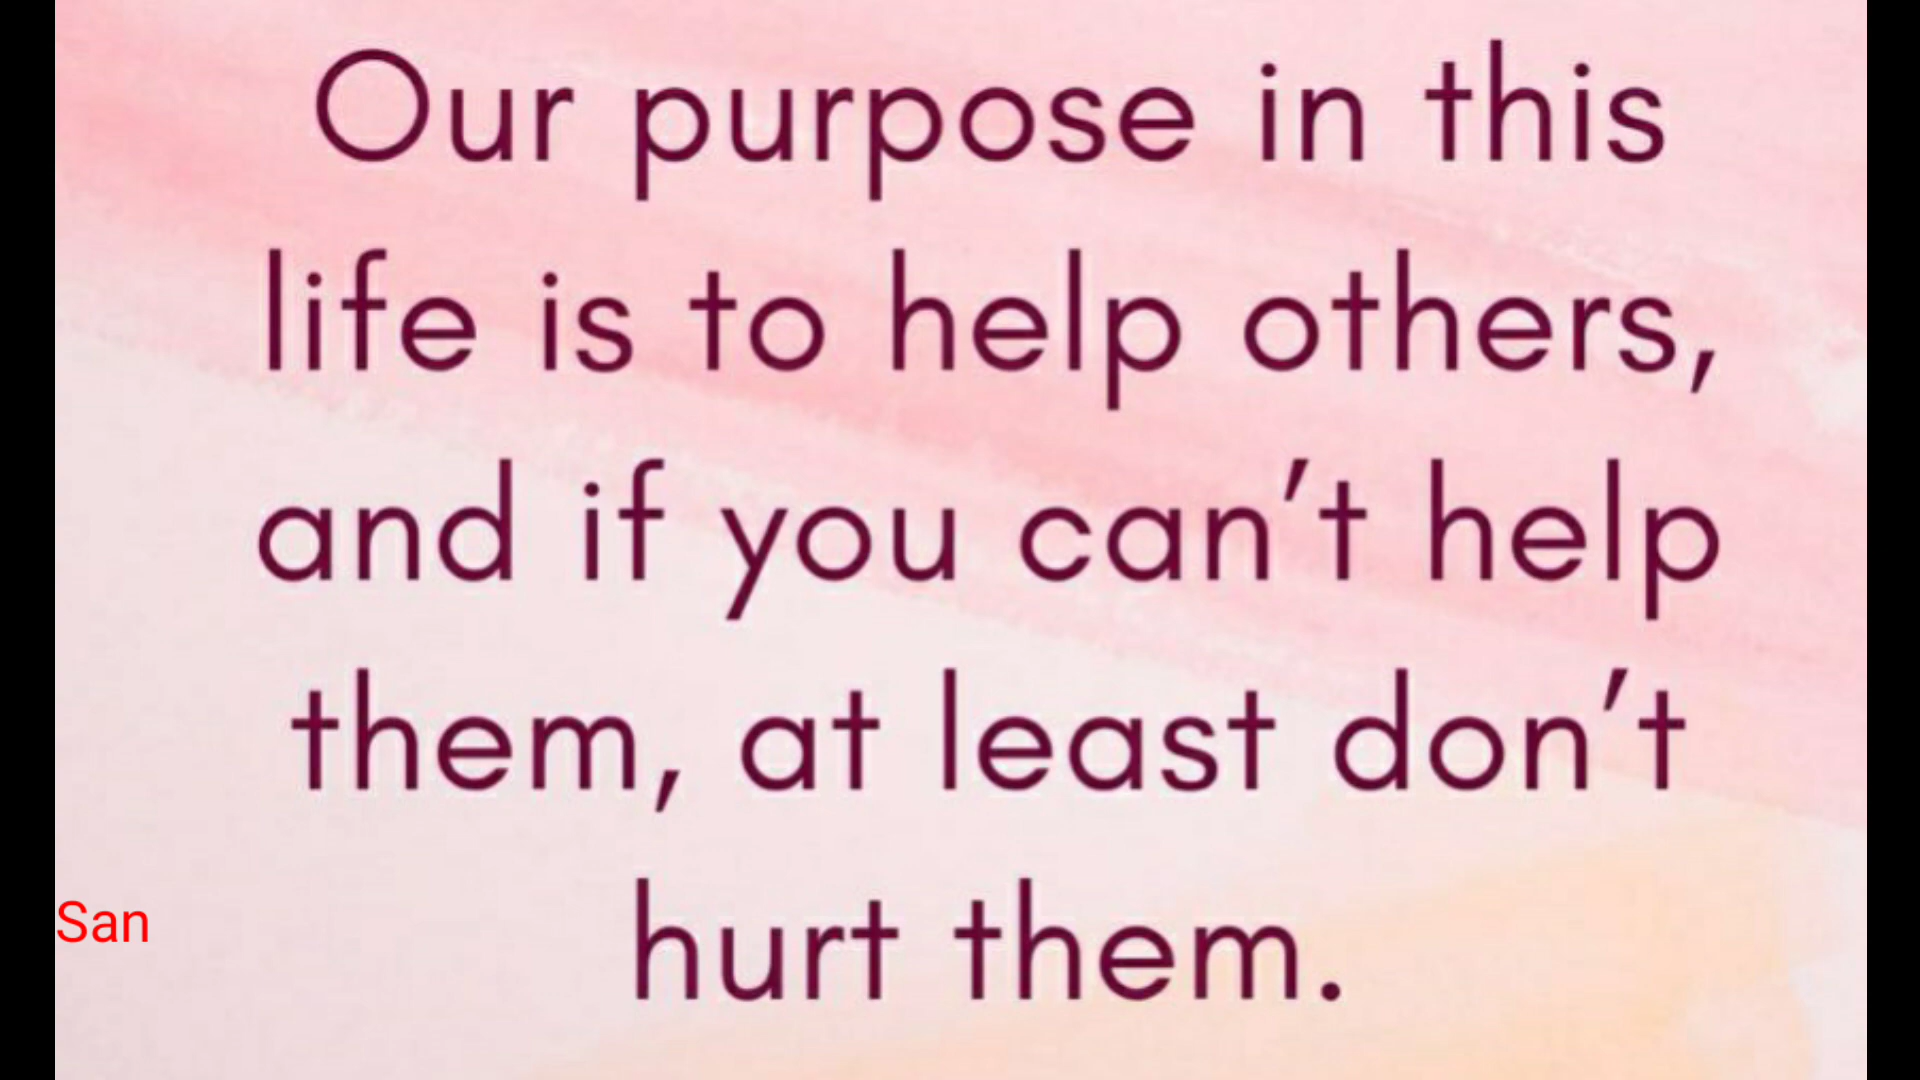 Our purpose in this
life is to help others,
and if you can’t help
them, at least don’t
hurt them.
San